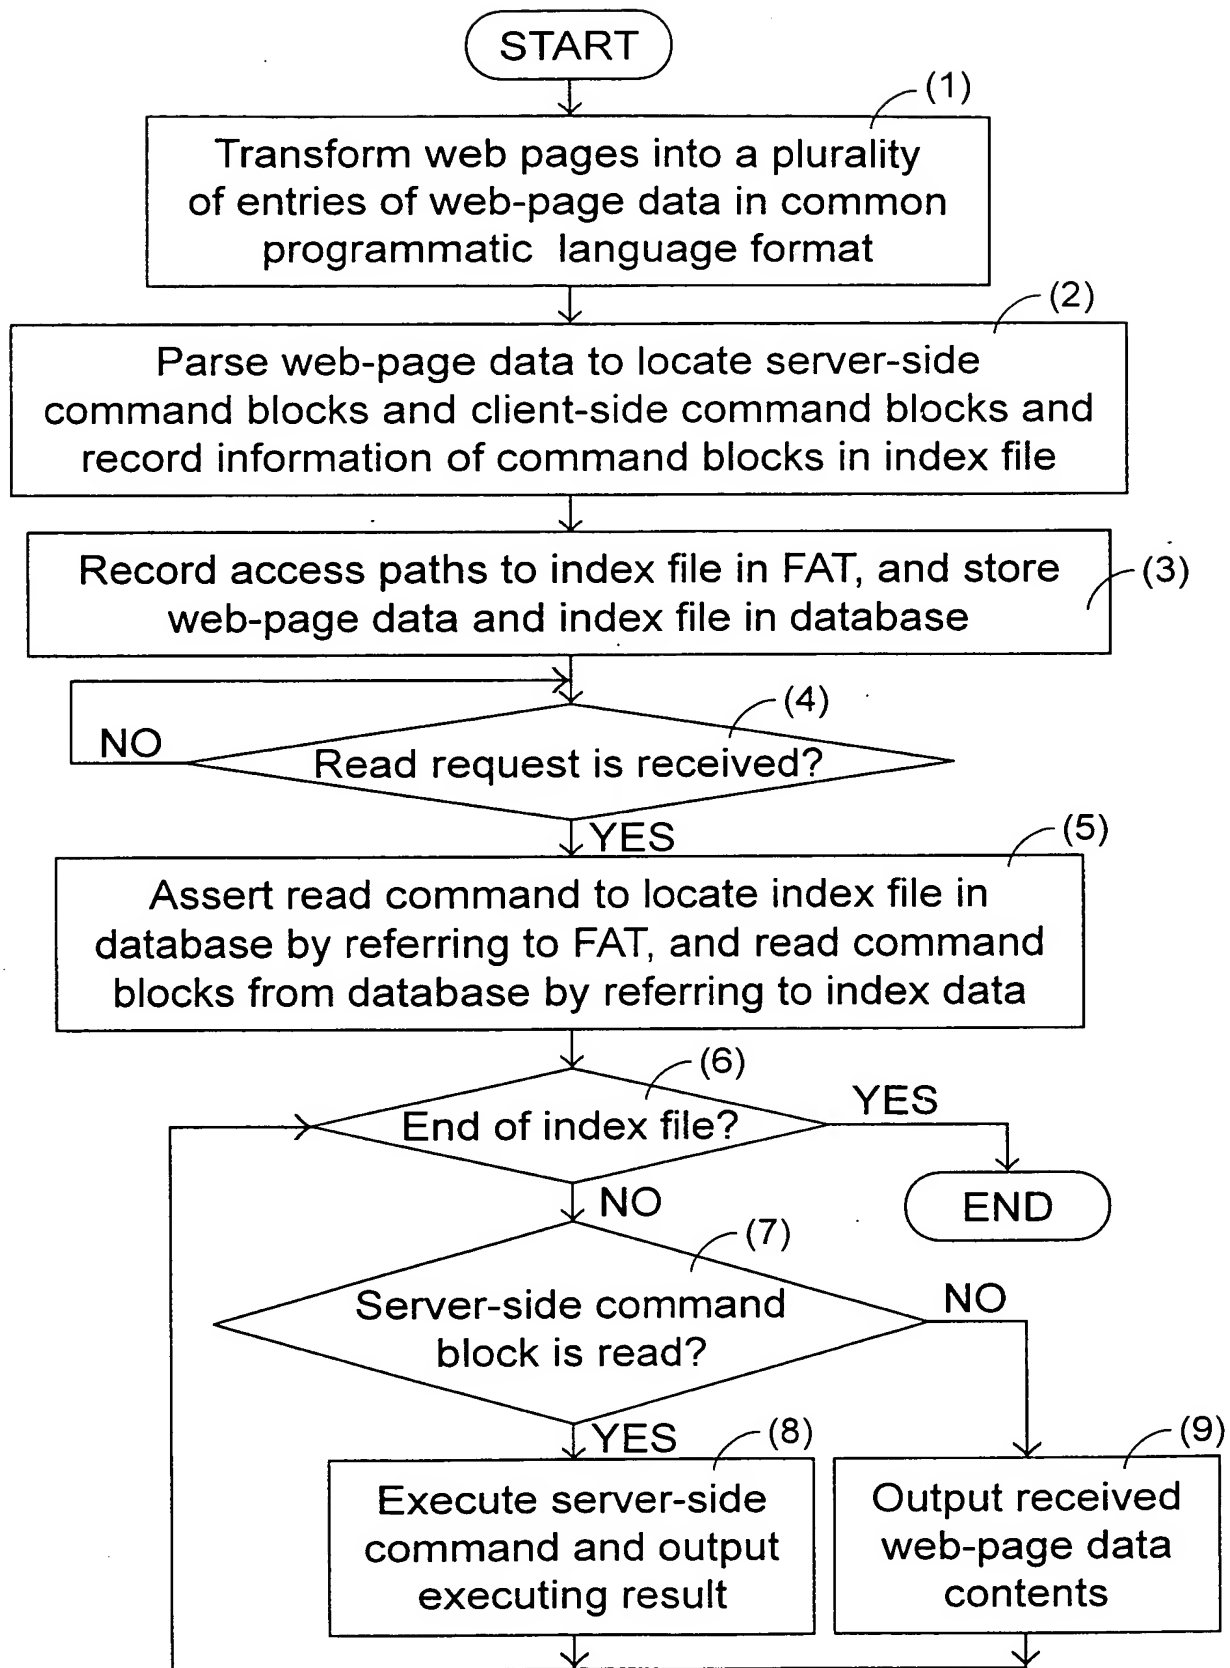 START
(1)
Transform web pages into a plurality
of entries of web-page data in common
programmatic language format
(2)
Parse web-page data to locate server-side
command blocks and client-side command blocks and
record information of command blocks in index file
Record access paths to index file in FAT, and store
web-page data and index file in database
(3)
(4)
NO
Read request is received?
YES
(5)
Assert read command to locate index file in
database by referring to FAT, and read command
blocks from database by referring to index data
(6)
End of index file?
YES
NO
END
(7)
Server-side command
block is read?
NO
YES
(8)
(9)
Execute server-side
command and output
executing result
Output received
web-page data
contents